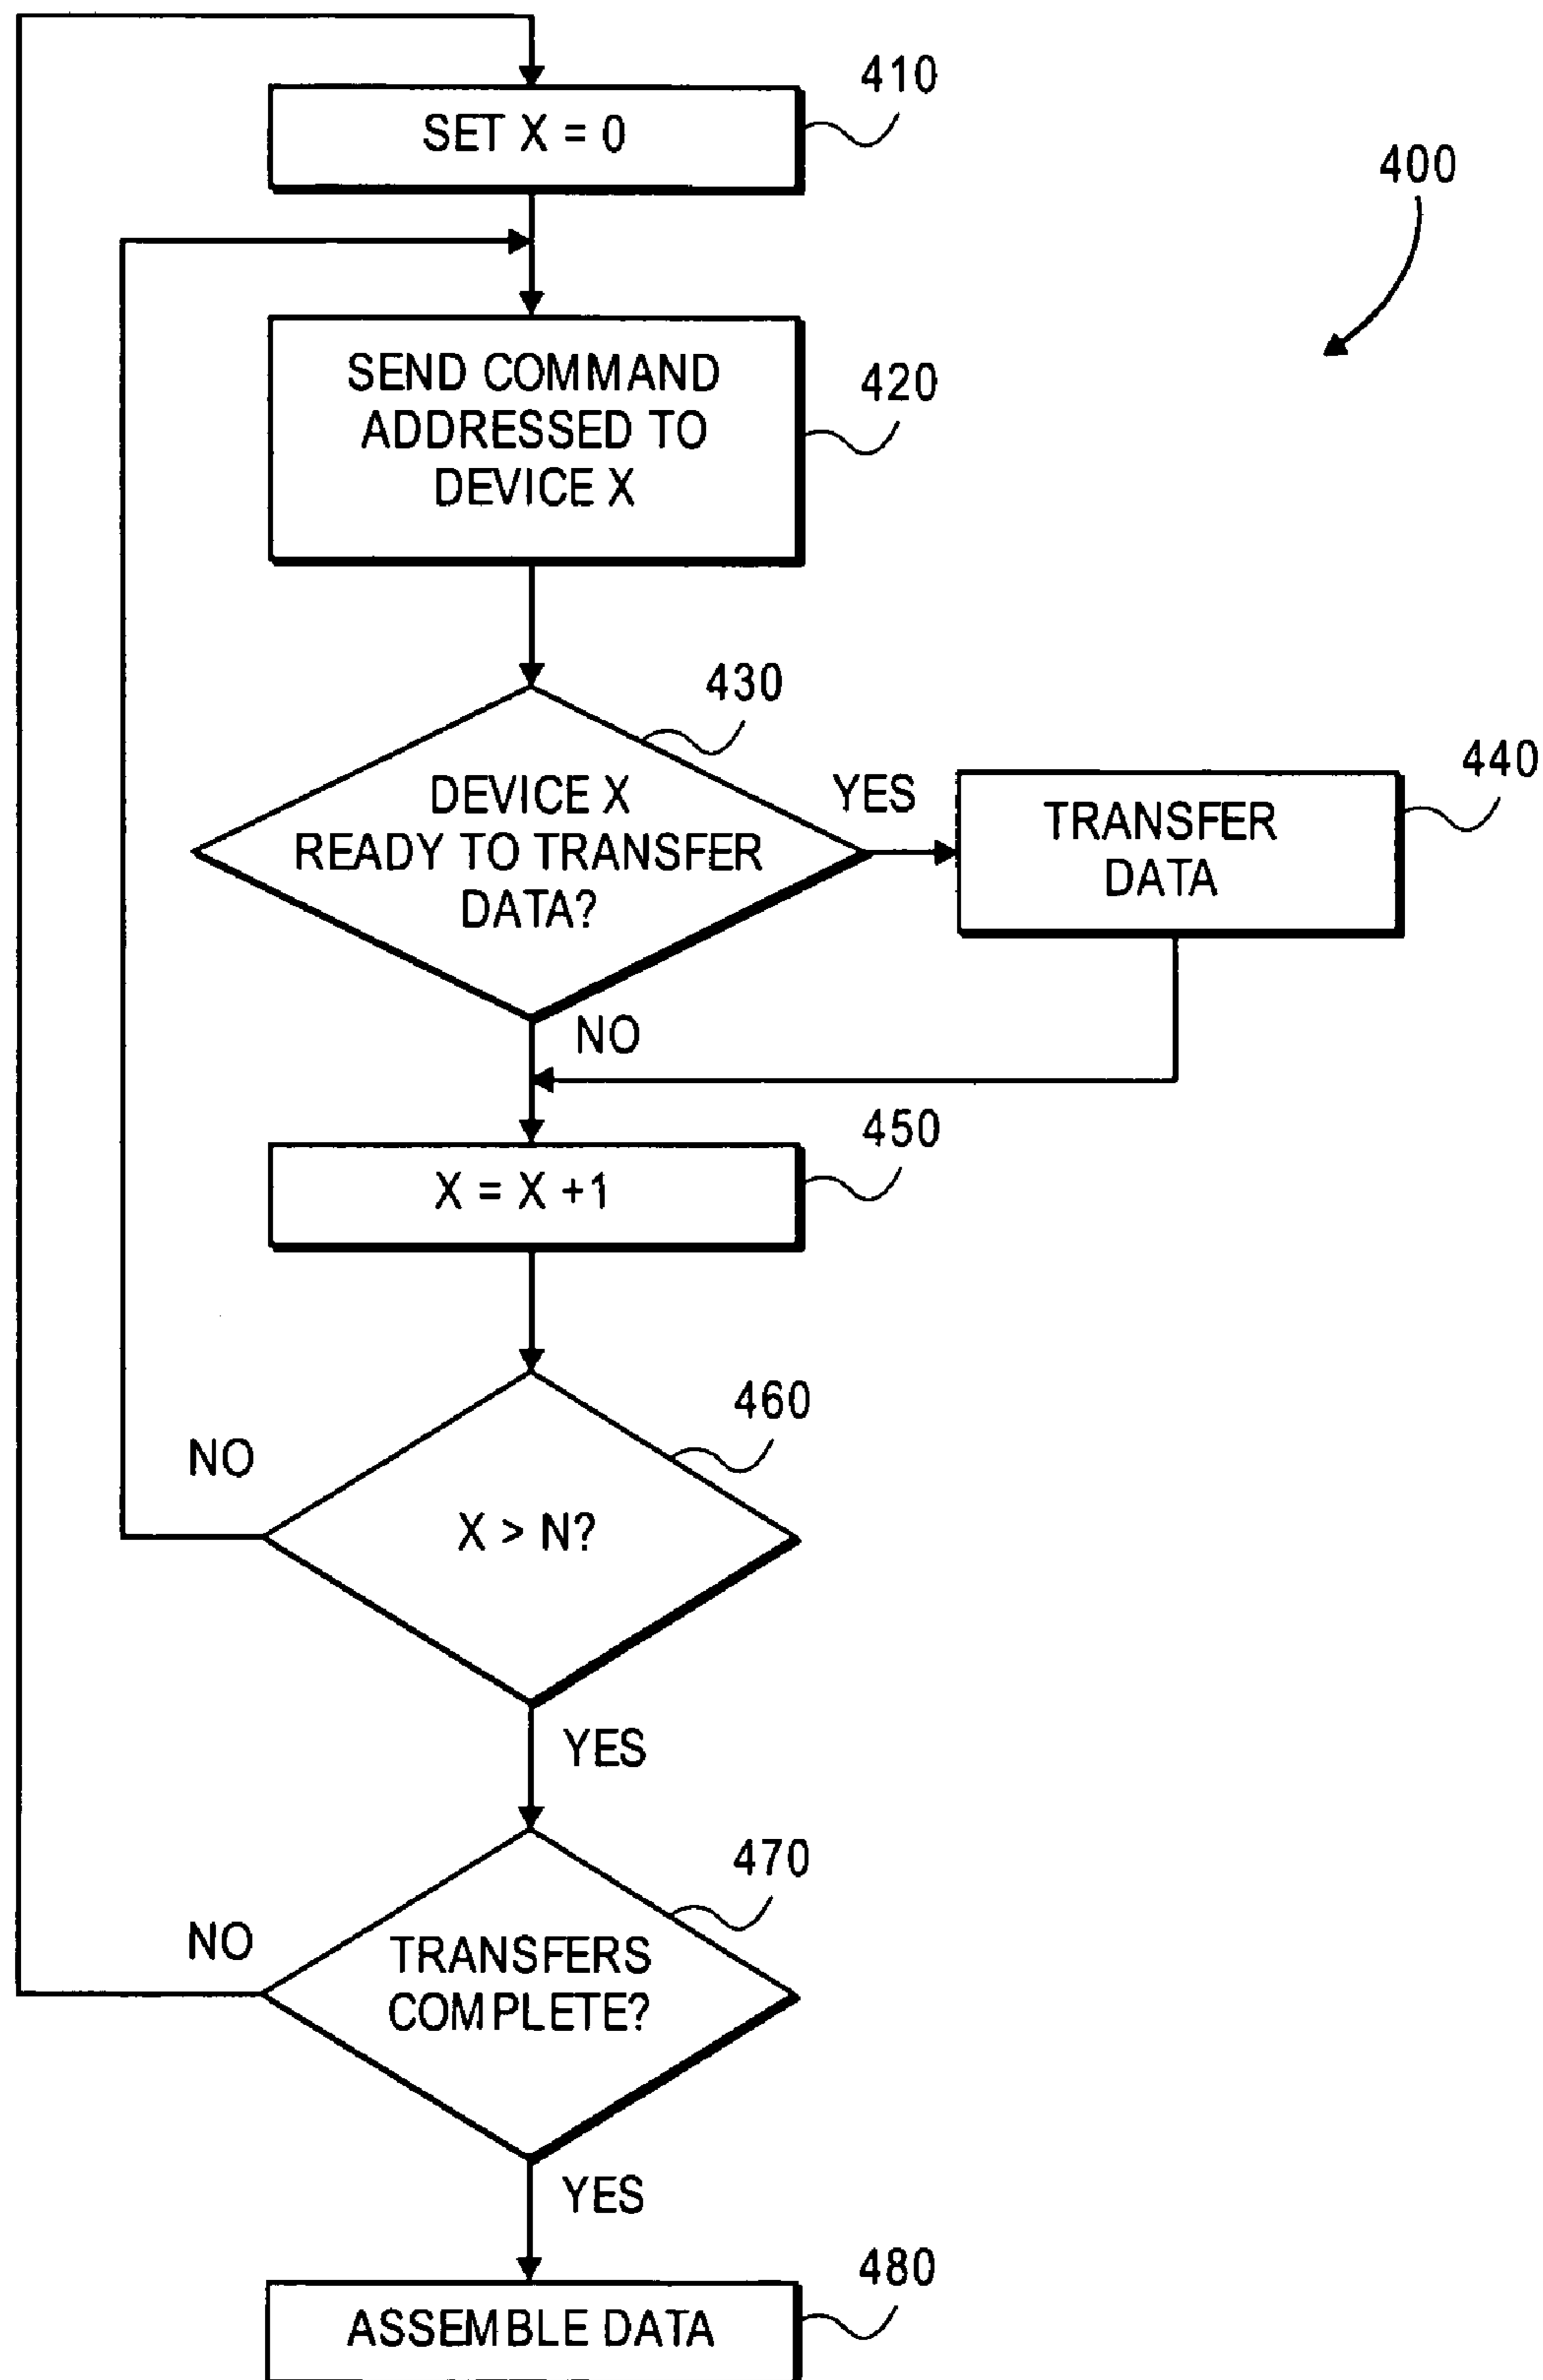 410
SET X = 0
400
SEND COMMAND
ADDRESSED TO
DEVICE X
420
430
DEVICE X
READY TO TRANSFER
DATA?
YES
TRANSFER
DATA
440
NO
450
X = X +1
460
NO
X > N?
YES
470
NO
TRANSFERS
COMPLETE?
YES
480
ASSEMBLE DATA